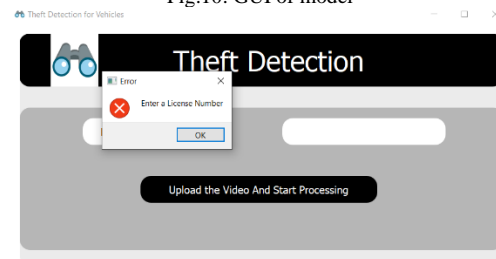 Fig.10: GUI of model
Theft Detection for Vehicles
Theft Detection
Error
Enter a License Number
OK
Upload the Video And Start Processing